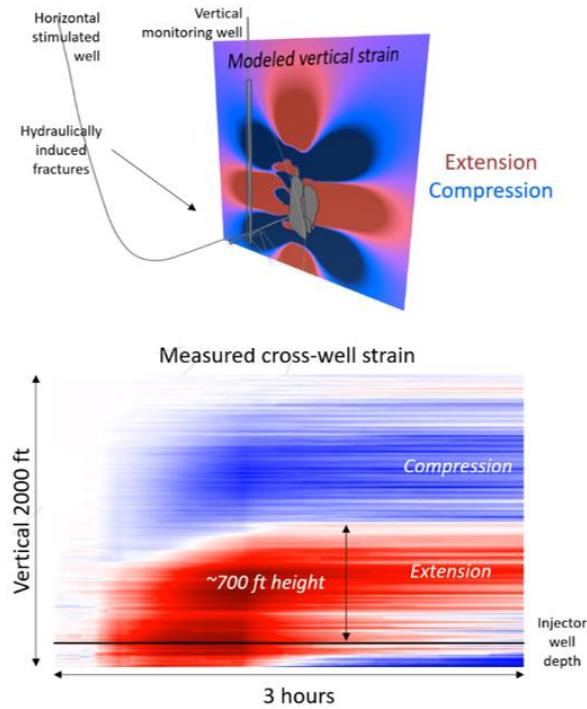 Horizontal
stimulated
well
Vertical
monitoring well
Modeled vertical strain
Hydraulically
induced
fractures
Extension
Compression
Measured cross-well strain
Vertical 2000 ft
Compression
Extension
~700 ft height
Injector
well
depth
3 hours